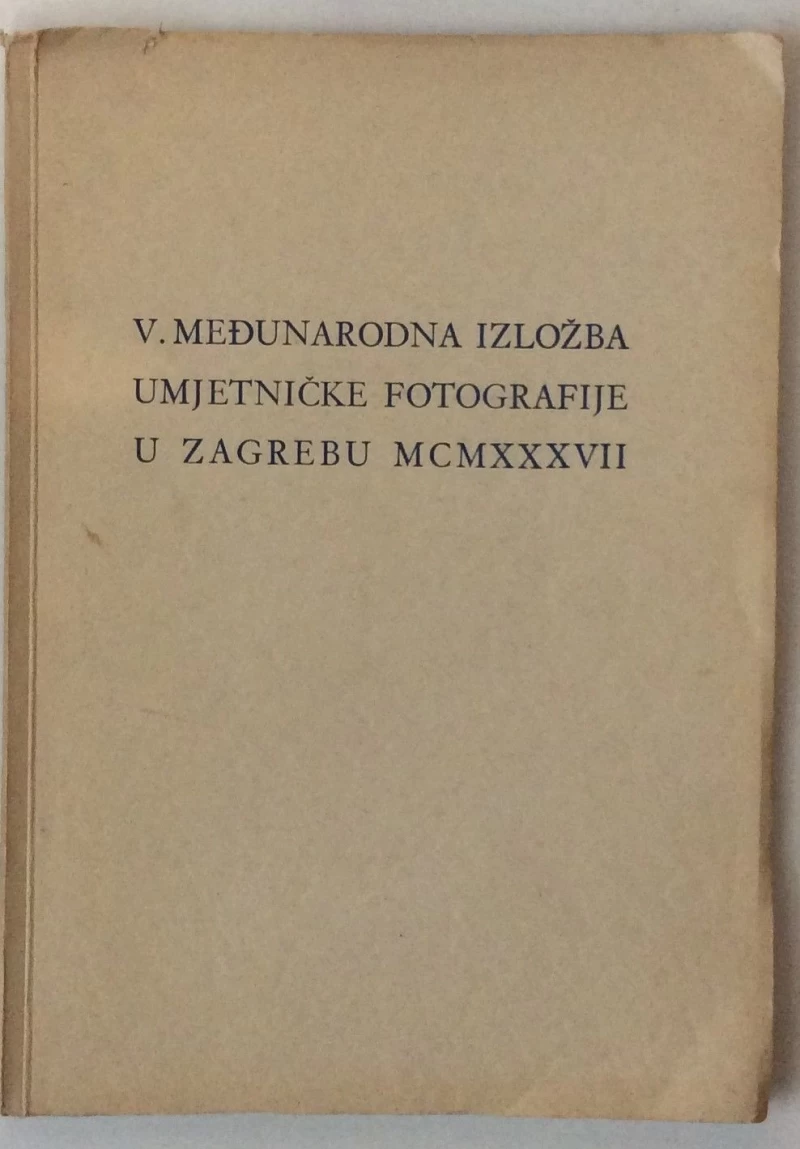 V. MEĐUNARODNA IZLOŽBA
UMJETNIČKE FOTOGRAFIJE
U ZAGREBU MCMXXXVII